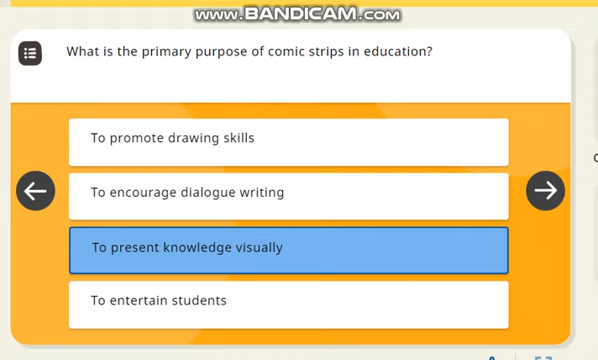 www.BANDICAM.com
What is the primary purpose of comic strips in education?
To promote drawing skills
To encourage dialogue writing
To present knowledge visually
To entertain students